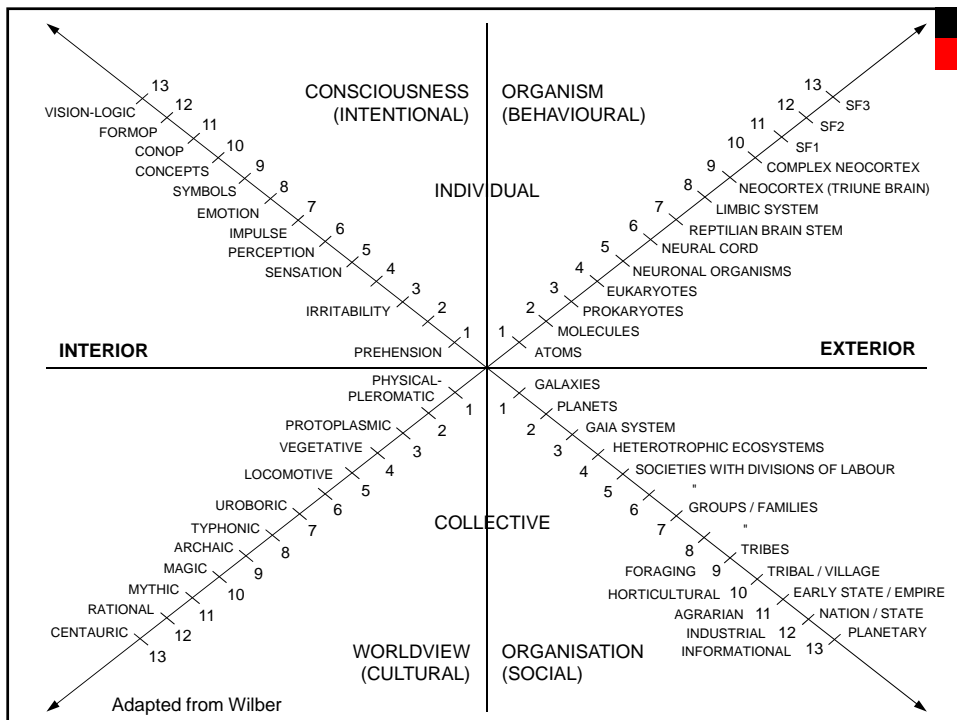 CONSCIOUSNESS
(INTENTIONAL)
13
VISION-LOGIC
12
FORMOP
11
CONOP
10
CONCEPTS
9
SYMBOLS
8
EMOTION
7
IMPULSE
6
PERCEPTION
5
SENSATION
4
3
IRRITABILITY
2
1
PREHENSION
ORGANISM
(BEHAVIOURAL)
13
SF3
12
SF2
11
SF1
10
COMPLEX NEOCORTEX
9
NEOCORTEX (TRIUNE BRAIN)
8
LIMBIC SYSTEM
7
REPTILIAN BRAIN STEM
6
NEURAL CORD
5
NEURONAL ORGANISMS
4
EUKARYOTES
3
PROKARYOTES
2
MOLECULES
1
ATOMS
INDIVIDUAL
INTERIOR
EXTERIOR
PHYSICAL-
PLEROMATIC
1
2
PROTOPLASMIC
3
VEGETATIVE
4
LOCOMOTIVE
5
6
UROBORIC
7
TYPHONIC
8
ARCHAIC
9
MAGIC
10
MYTHIC
11
RATIONAL
12
CENTAURIC
13
COLLECTIVE
GALAXIES
1
PLANETS
2
GAIA SYSTEM
3
HETEROTROPHIC ECOSYSTEMS
4
SOCIETIES WITH DIVISIONS OF LABOUR
5
"
6
GROUPS / FAMILIES
7
"
8
TRIBES
FORAGING 9
TRIBAL / VILLAGE
HORTICULTURAL 10
EARLY STATE / EMPIRE
AGRARIAN 11
NATION / STATE
INDUSTRIAL 12
PLANETARY
INFORMATIONAL 13
WORLDVIEW
(CULTURAL)
ORGANISATION
(SOCIAL)
Adapted from Wilber